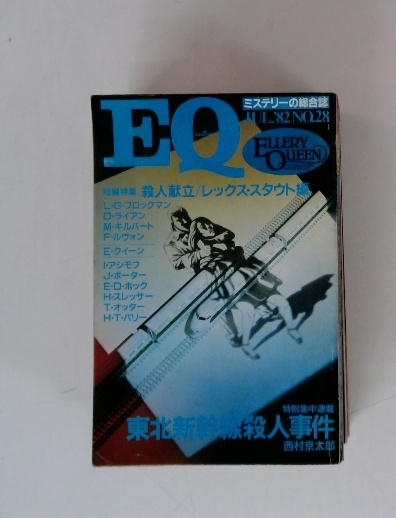 EQ
ミステリーの総合誌
JUL.'82 NO.28
ELLERY
QUEEN
短編特集 殺人献立/レックス・スタウト編
L・G・ブロックマン
D・ライアン
M・ギルバート
F・ルヴォン
E・クイーン
I・アシモフ
J・ポーター
E・D・ホック
H・スレッサー
T・オッター
H・T・パリー
特別集中連載
東北新幹線殺人事件
西村京太郎